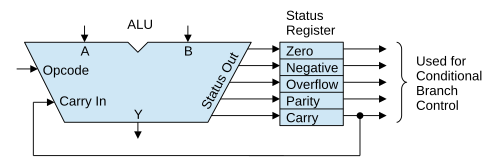 ALU
Status
Register
A
B
Opcode
Carry In
Y
Status Out
Zero
Negative
Overflow
Parity
Carry
Used for
Conditional
Branch
Control